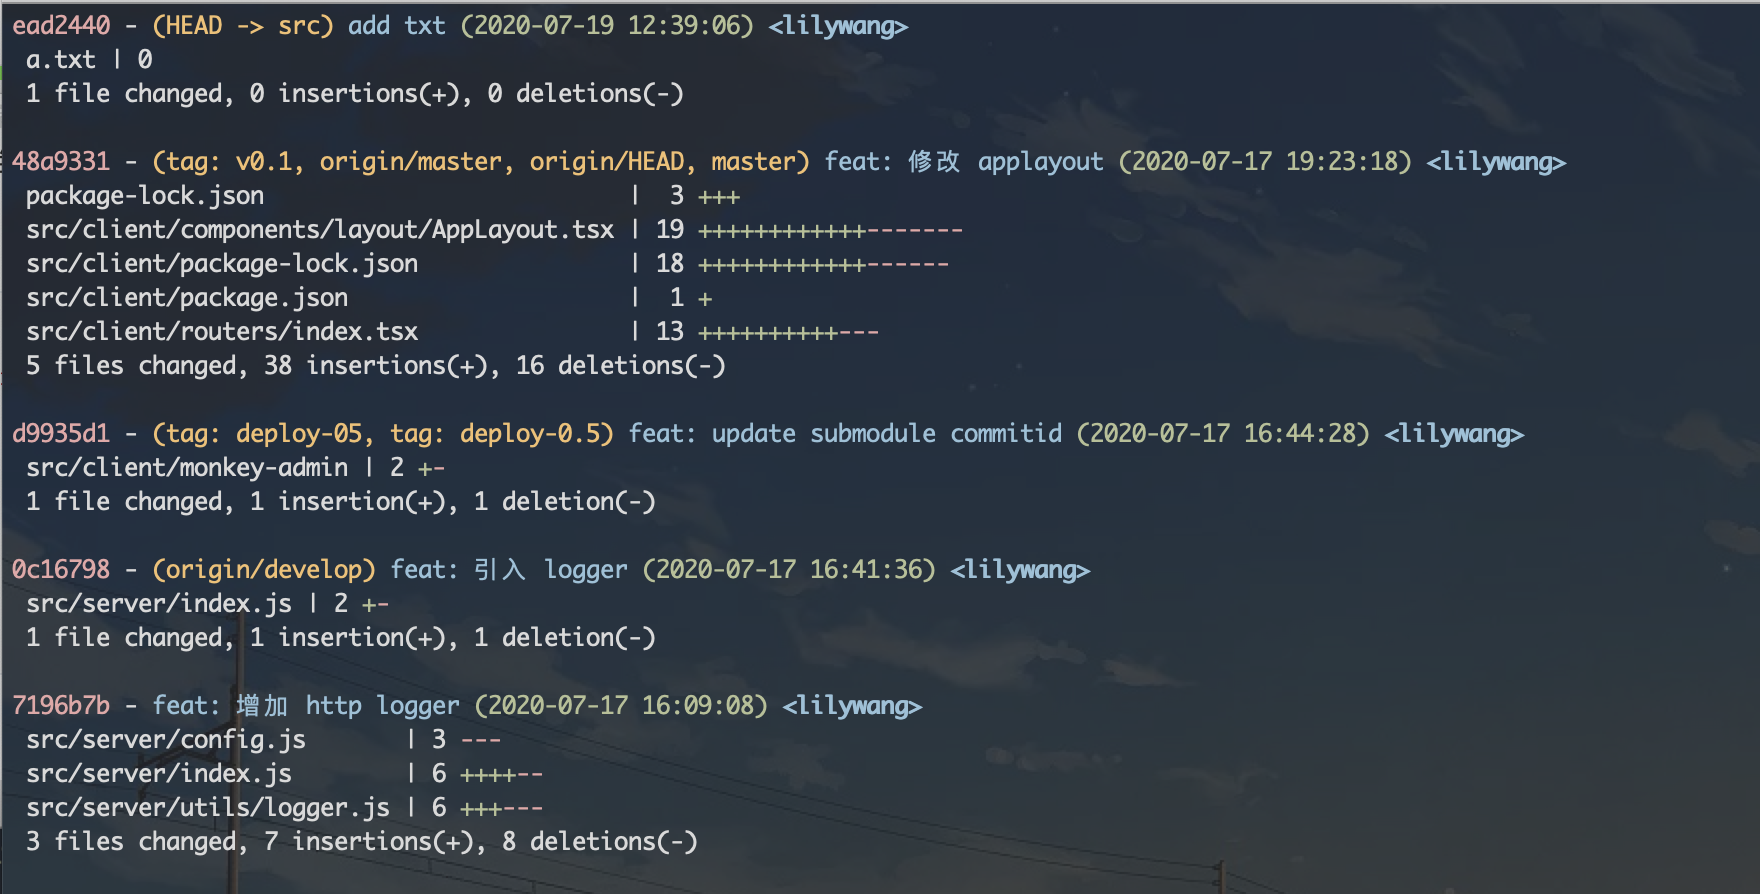 ead2440 - (HEAD -> src) add txt (2020-07-19 12:39:06) <lilywang>
a.txt | 0
1 file changed, 0 insertions(+), 0 deletions(-)
48a9331 - (tag: v0.1, origin/master, origin/HEAD, master) feat: 修改 applayout (2020-07-17 19:23:18) <lilywang>
package-lock.json | 3 +++
src/client/components/layout/AppLayout.tsx | 19 ++++++++++++-------
src/client/package-lock.json | 18 ++++++++++++------
src/client/package.json | 1 +
src/client/routers/index.tsx | 13 ++++++++++---
5 files changed, 38 insertions(+), 16 deletions(-)
d9935d1 - (tag: deploy-05, tag: deploy-0.5) feat: update submodule commitid (2020-07-17 16:44:28) <lilywang>
src/client/monkey-admin | 2 +-
1 file changed, 1 insertion(+), 1 deletion(-)
0c16798 - (origin/develop) feat: 引入 logger (2020-07-17 16:41:36) <lilywang>
src/server/index.js | 2 +-
1 file changed, 1 insertion(+), 1 deletion(-)
7196b7b - feat: 增加 http logger (2020-07-17 16:09:08) <lilywang>
src/server/config.js | 3 ---
src/server/index.js | 6 ++++--
src/server/utils/logger.js | 6 +++---
3 files changed, 7 insertions(+), 8 deletions(-)